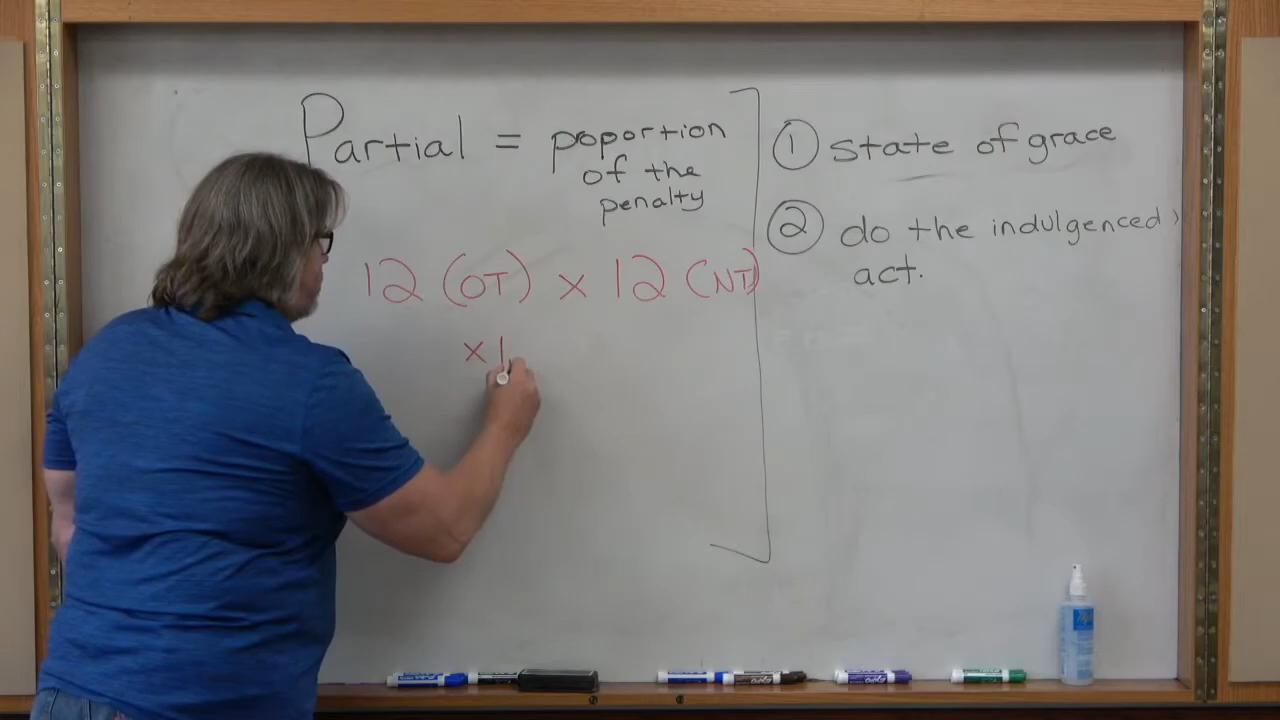 Partial = poportion
of the
penalty
12 (OT) x 12 (NT)
x 1
① state of grace
② do the indulgenced
act.